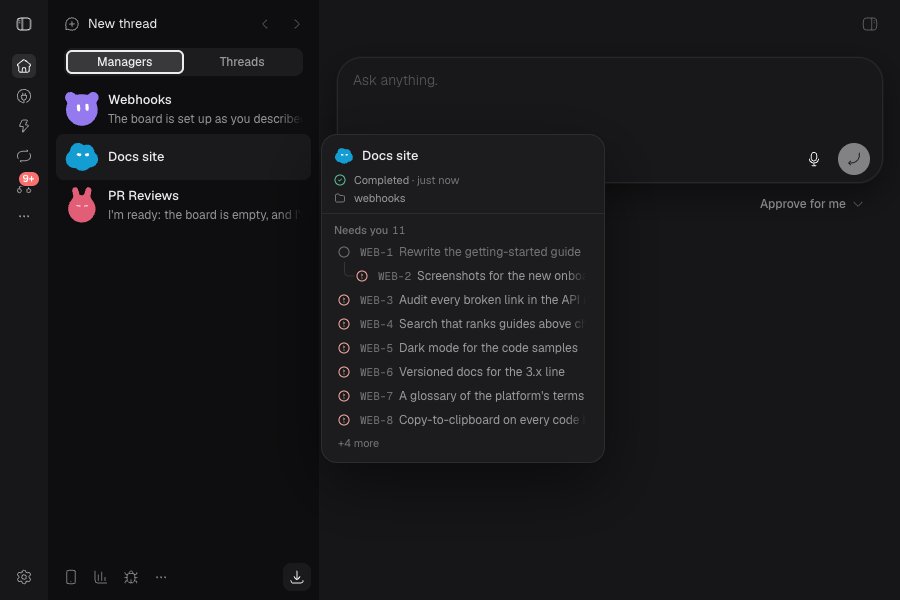 New thread
Managers
Threads
Webhooks
The board is set up as you describe
Docs site
PR Reviews
I'm ready: the board is empty, and I'
9+
Ask anything.
Approve for me
Docs site
Completed · just now
webhooks
Needs you 11
WEB-1 Rewrite the getting-started guide
WEB-2 Screenshots for the new onbo
WEB-3 Audit every broken link in the API
WEB-4 Search that ranks guides above c
WEB-5 Dark mode for the code samples
WEB-6 Versioned docs for the 3.x line
WEB-7 A glossary of the platform's terms
WEB-8 Copy-to-clipboard on every code
+4 more